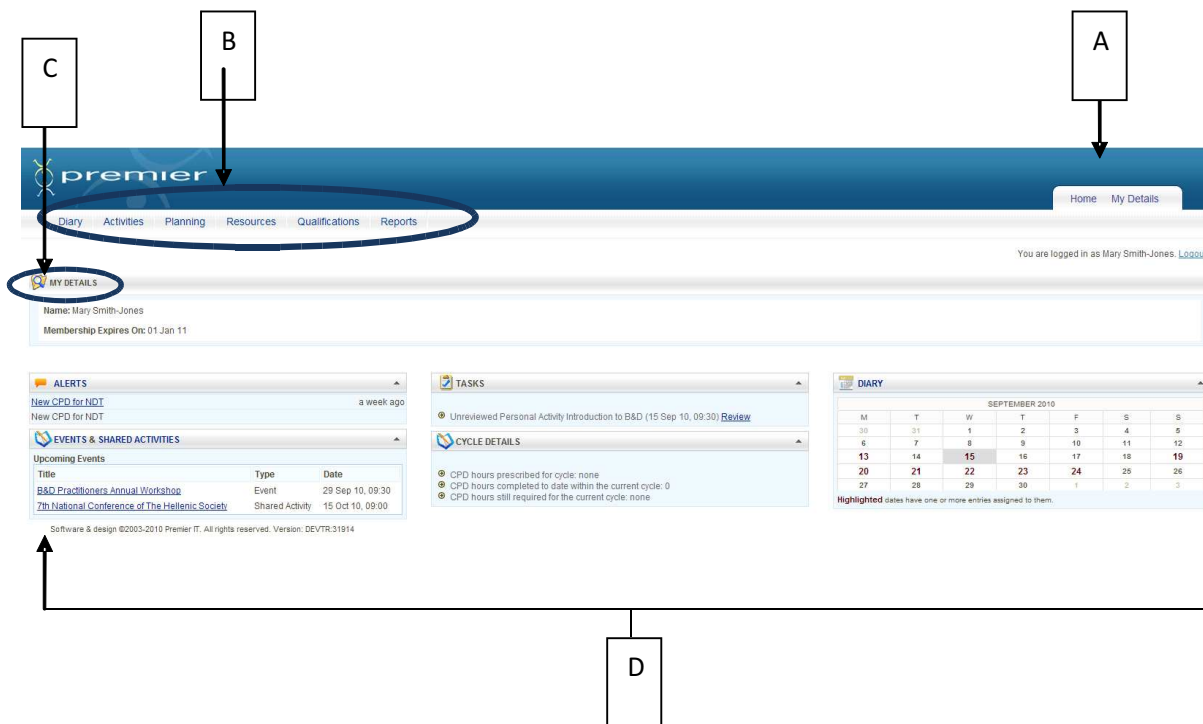 B
A
C
premier
Home My Details
Diary Activities Planning Resources Qualifications Reports
You are logged in as Mary Smith-Jones. Logou
MY DETAILS
Name: Mary Smith-Jones
Membership Expires On: 01 Jan 11
ALERTS
New CPD for NDT a week ago
New CPD for NDT
EVENTS & SHARED ACTIVITIES
Upcoming Events
Title Type Date
B&D Practitioners Annual Workshop Event 29 Sep 10, 09:30
7th National Conference of The Hellenic Society Shared Activity 15 Oct 10, 09:00
TASKS
Unreviewed Personal Activity Introduction to B&D (15 Sep 10, 09:30) Review
CYCLE DETAILS
CPD hours prescribed for cycle: none
CPD hours completed to date within the current cycle: 0
CPD hours still required for the current cycle: none
DIARY
SEPTEMBER 2010
M T W T F S S
30 31 1 2 3 4 5
6 7 8 9 10 11 12
13 14 15 16 17 18 19
20 21 22 23 24 25 26
27 28 29 30 1 2 3
Highlighted dates have one or more entries assigned to them.
Software & design ©2003-2010 Premier IT. All rights reserved. Version: DEVTR:31914
D